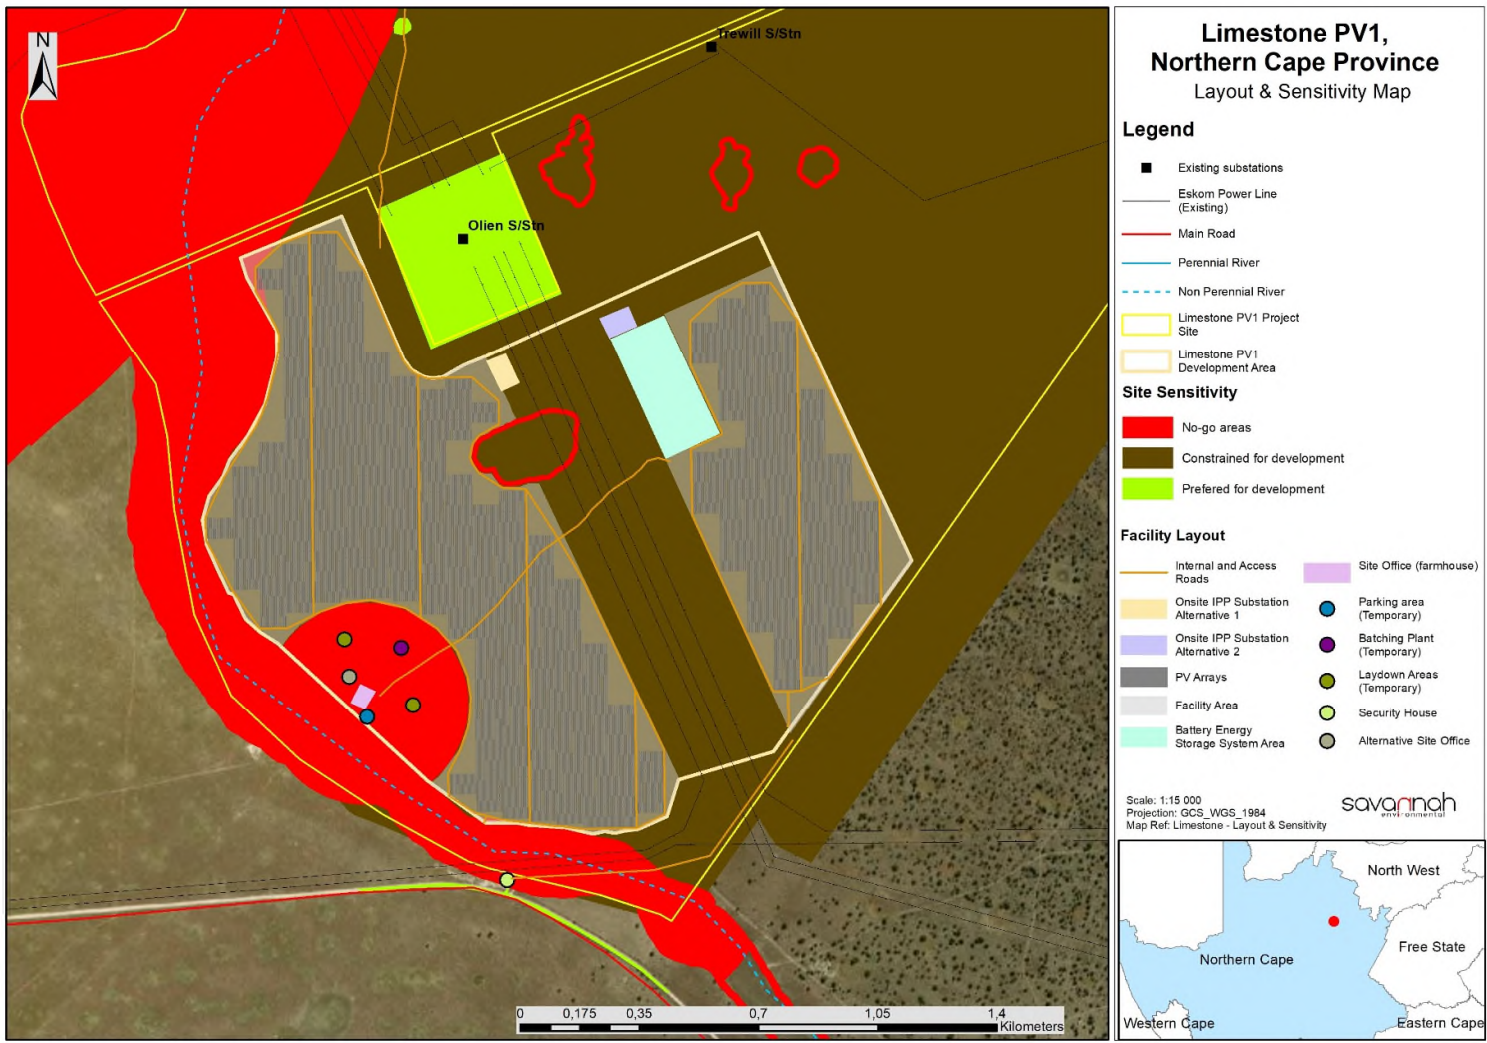 N
Trewill S/Stn
Olien S/Stn
0 0,175 0,35 0,7 1,05 1,4
Kilometers
Limestone PV1,
Northern Cape Province
Layout & Sensitivity Map
Legend
Existing substations
Eskom Power Line
(Existing)
Main Road
Perennial River
Non Perennial River
Limestone PV1 Project
Site
Limestone PV1
Development Area
Site Sensitivity
No-go areas
Constrained for development
Prefered for development
Facility Layout
Internal and Access
Roads
Onsite IPP Substation
Alternative 1
Onsite IPP Substation
Alternative 2
PV Arrays
Facility Area
Battery Energy
Storage System Area
Site Office (farmhouse)
Parking area
(Temporary)
Batching Plant
(Temporary)
Laydown Areas
(Temporary)
Security House
Alternative Site Office
Scale: 1:15 000
Projection: GCS_WGS_1984
Map Ref: Limestone - Layout & Sensitivity
savannah
environmental
North West
Free State
Northern Cape
Western Cape
Eastern Cape